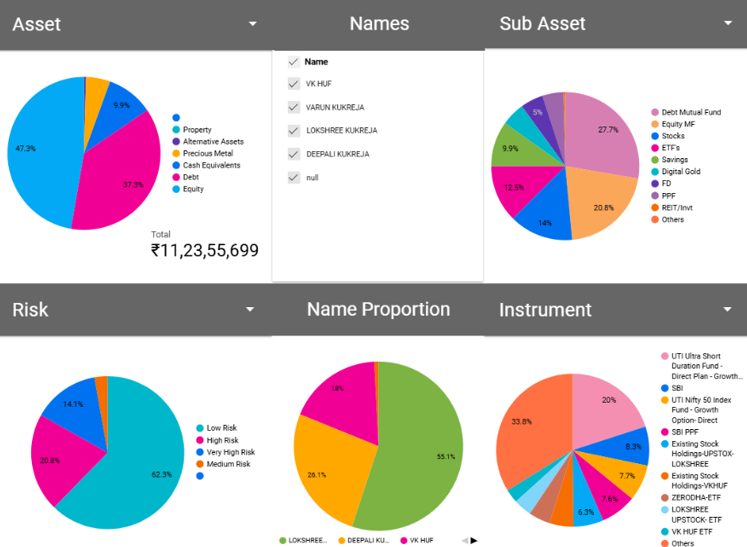 Asset
Names
Sub Asset
47.3%
9.9%
37.3%
Property
Alternative Assets
Precious Metal
Cash Equivalents
Debt
Equity
Total
₹11,23,55,699
Name
VK HUF
VARUN KUKREJA
LOKSHREE KUKREJA
DEEPALI KUKREJA
null
27.7%
20.8%
14%
12.5%
9.9%
5%
Debt Mutual Fund
Equity MF
Stocks
ETF's
Savings
Digital Gold
FD
PPF
REIT/Invt
Others
Risk
Name Proportion
Instrument
14.1%
20.8%
62.3%
Low Risk
High Risk
Very High Risk
Medium Risk
18%
26.1%
55.1%
LOKSHREE...
DEEPALI KU...
VK HUF
33.8%
20%
8.3%
7.7%
7.6%
6.3%
UTI Ultra Short
Duration Fund -
Direct Plan - Growth...
SBI
UTI Nifty 50 Index
Fund - Growth
Option- Direct
SBI PPF
Existing Stock
Holdings-UPSTOX-
LOKSHREE
Existing Stock
Holdings-VKHUF
ZERODHA-ETF
LOKSHREE
UPSTOCK- ETF
VK HUF ETF
Others